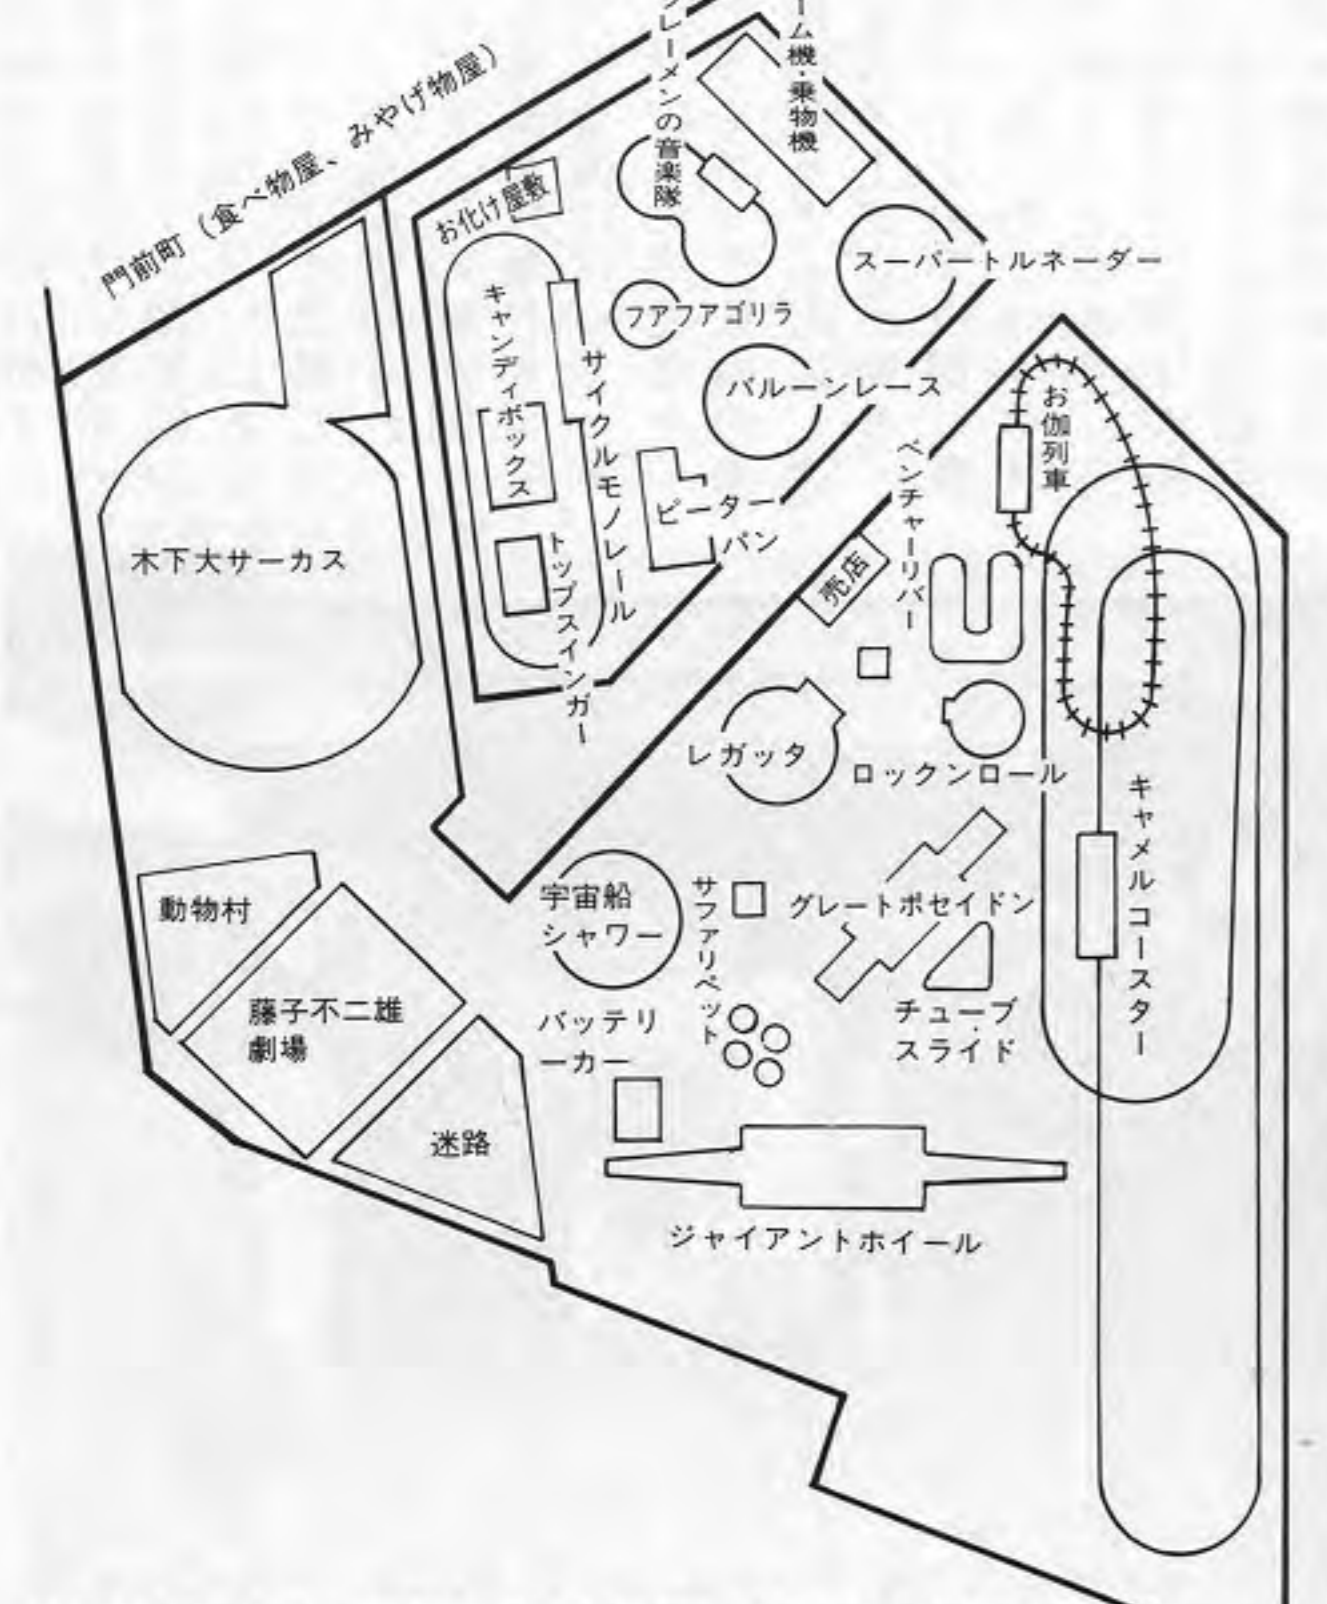 門前町(食べ物屋、みやげ物屋)
レーメンの音楽隊
ーム機・乗物機
お化け屋敷
スーパートルネーダー
キャンディボックス
サイクルモノレール
フアフアゴリラ
バルーンレース
ピーター
パン
トップスインガー
木下大サーカス
お伽列車
ベンチャーリバー
売店
レガッタ
ロックンロール
キャメルコースター
動物村
宇宙船
シャワー
サファリペット
グレートポセイドン
藤子不二雄
劇場
バッテリ
ーカー
チューブ
スライド
迷路
ジャイアントホイール